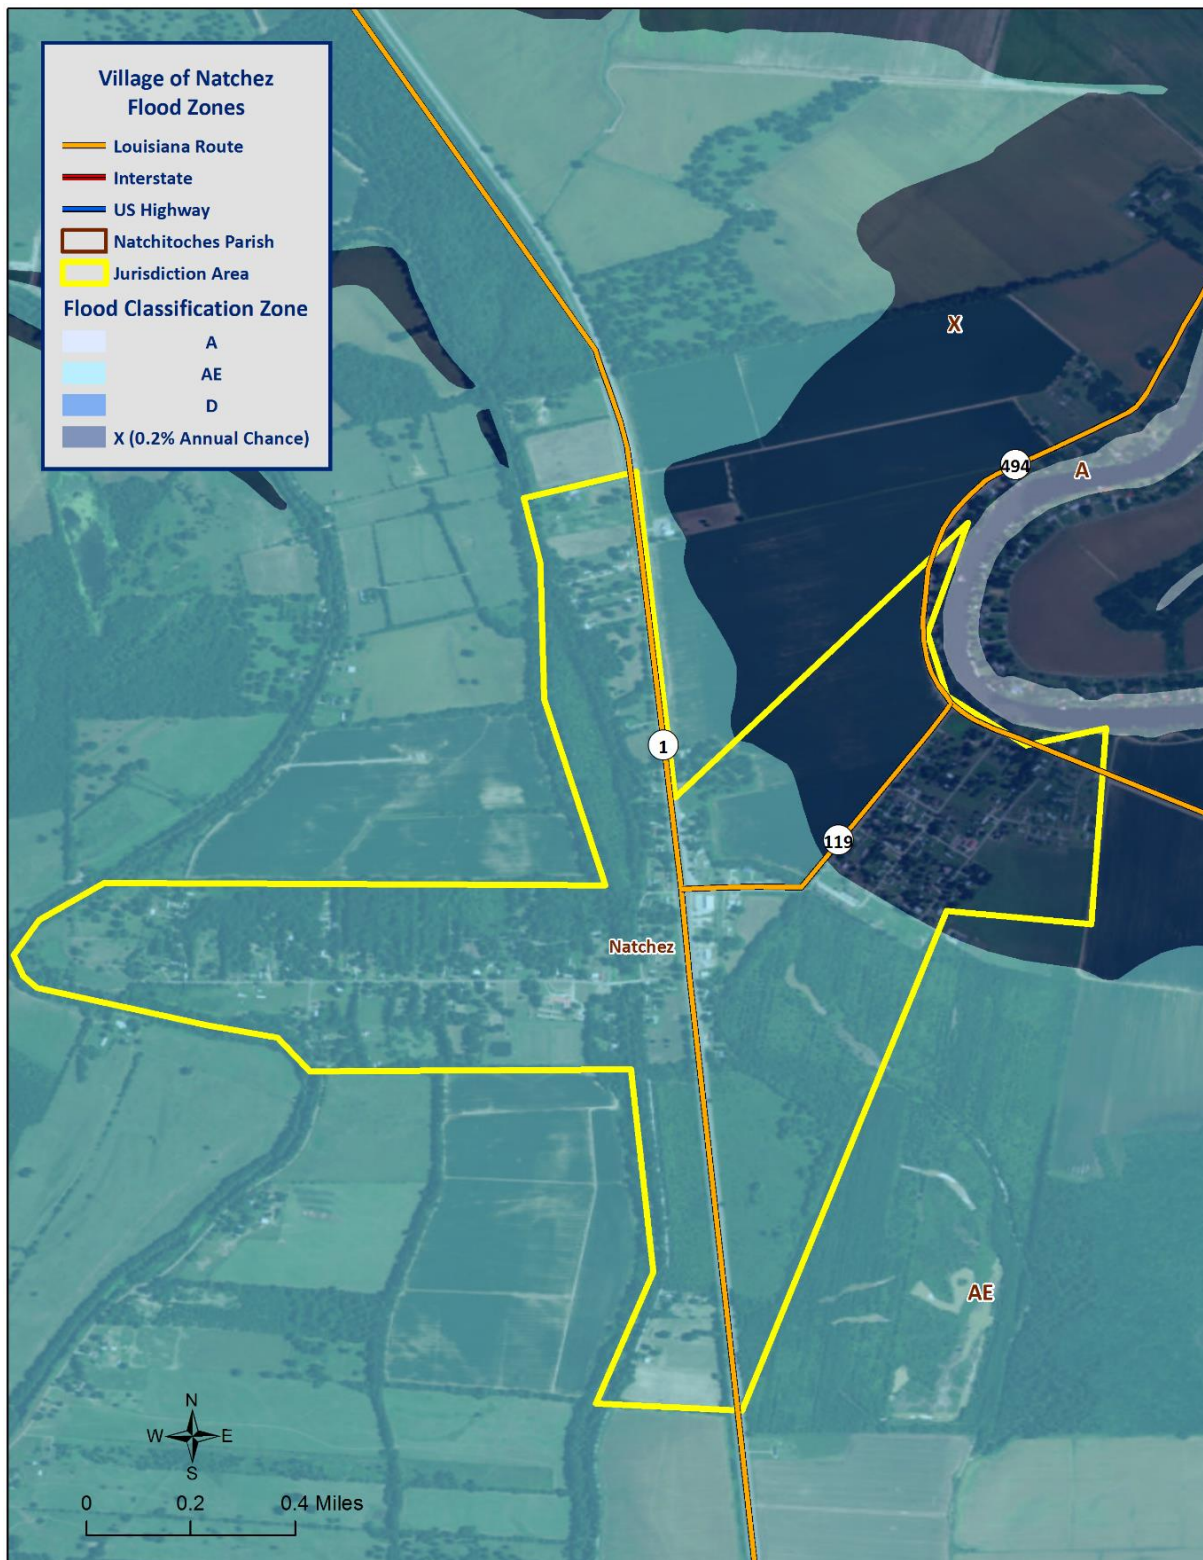 Village of Natchez
Flood Zones
Louisiana Route
Interstate
US Highway
Natchitoches Parish
Jurisdiction Area
Flood Classification Zone
A
AE
D
X (0.2% Annual Chance)
X
494
A
1
119
Natchez
AE
N
W E
S
0 0.2 0.4 Miles